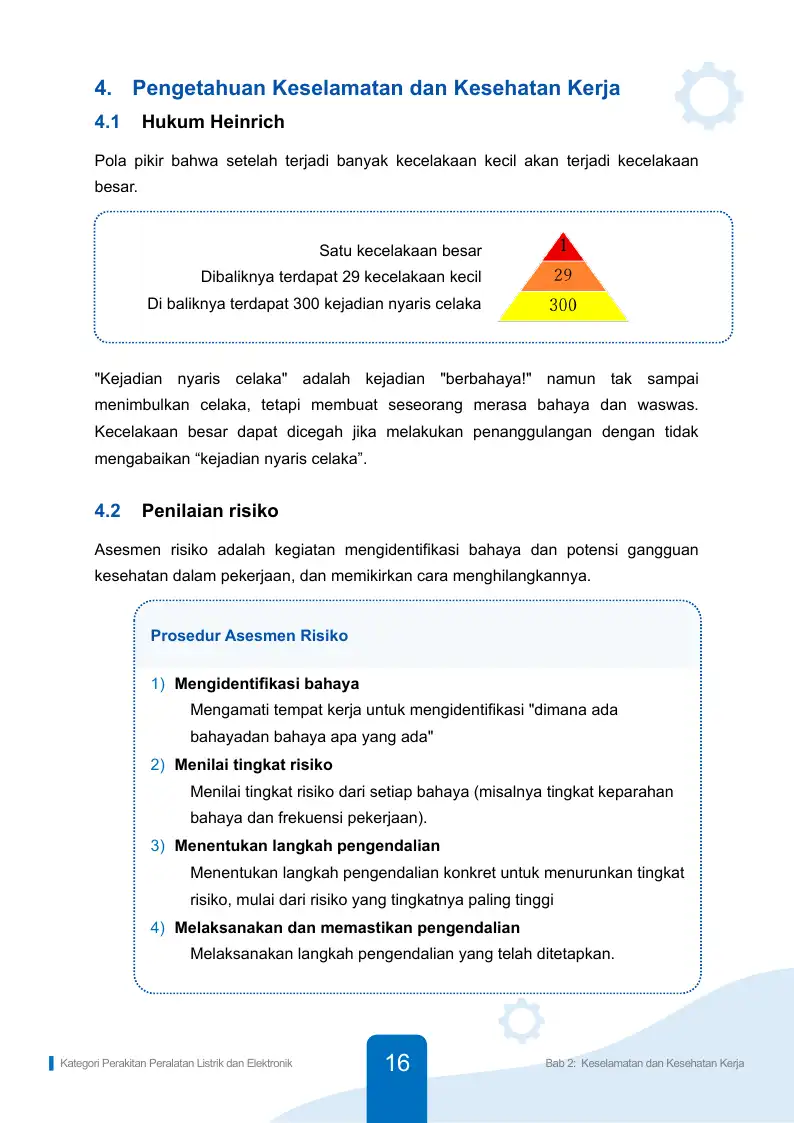 4. Pengetahuan Keselamatan dan Kesehatan Kerja
4.1 Hukum Heinrich
Pola pikir bahwa setelah terjadi banyak kecelakaan kecil akan terjadi kecelakaan
besar.
Satu kecelakaan besar
Dibaliknya terdapat 29 kecelakaan kecil
Di baliknya terdapat 300 kejadian nyaris celaka
1
29
300
"Kejadian nyaris celaka" adalah kejadian "berbahaya!" namun tak sampai
menimbulkan celaka, tetapi membuat seseorang merasa bahaya dan waswas.
Kecelakaan besar dapat dicegah jika melakukan penanggulangan dengan tidak
mengabaikan “kejadian nyaris celaka”.
4.2 Penilaian risiko
Asesmen risiko adalah kegiatan mengidentifikasi bahaya dan potensi gangguan
kesehatan dalam pekerjaan, dan memikirkan cara menghilangkannya.
Prosedur Asesmen Risiko
1) Mengidentifikasi bahaya
Mengamati tempat kerja untuk mengidentifikasi "dimana ada
bahayadan bahaya apa yang ada"
2) Menilai tingkat risiko
Menilai tingkat risiko dari setiap bahaya (misalnya tingkat keparahan
bahaya dan frekuensi pekerjaan).
3) Menentukan langkah pengendalian
Menentukan langkah pengendalian konkret untuk menurunkan tingkat
risiko, mulai dari risiko yang tingkatnya paling tinggi
4) Melaksanakan dan memastikan pengendalian
Melaksanakan langkah pengendalian yang telah ditetapkan.
Kategori Perakitan Peralatan Listrik dan Elektronik
16
Bab 2: Keselamatan dan Kesehatan Kerja